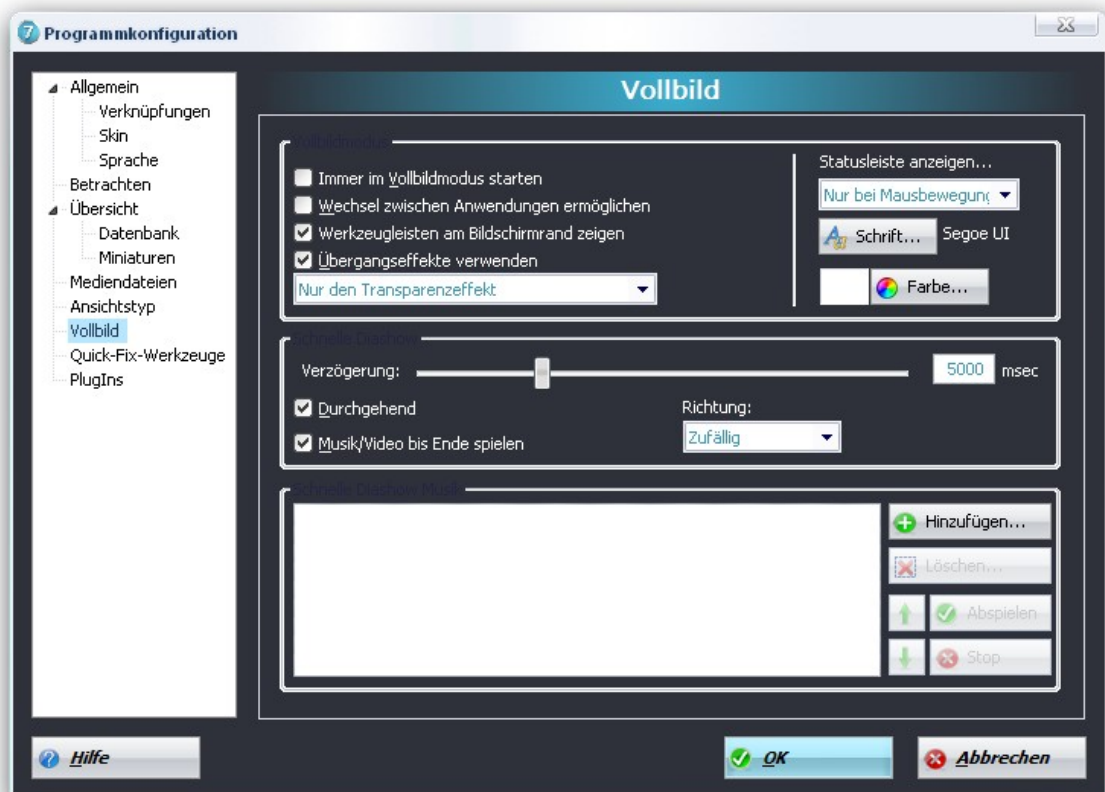 7 Programmkonfiguration
Allgemein
Verknüpfungen
Skin
Sprache
Betrachten
Übersicht
Datenbank
Miniaturen
Mediendateien
Ansichtstyp
Vollbild
Quick-Fix-Werkzeuge
PlugIns
Vollbild
Vollbildmodus
Immer im Vollbildmodus starten
Wechsel zwischen Anwendungen ermöglichen
Werkzeugleisten am Bildschirmrand zeigen
Übergangseffekte verwenden
Nur den Transparenzeffekt
Statusleiste anzeigen...
Nur bei Mausbewegung
Schrift... Segoe UI
Farbe...
Schnelle Diashow
Verzögerung: 5000 msec
Durchgehend
Musik/Video bis Ende spielen
Richtung:
Zufällig
Schnelle Diashow Musik
Hinzufügen...
Löschen...
Abspielen
Stop
Hilfe
OK
Abbrechen